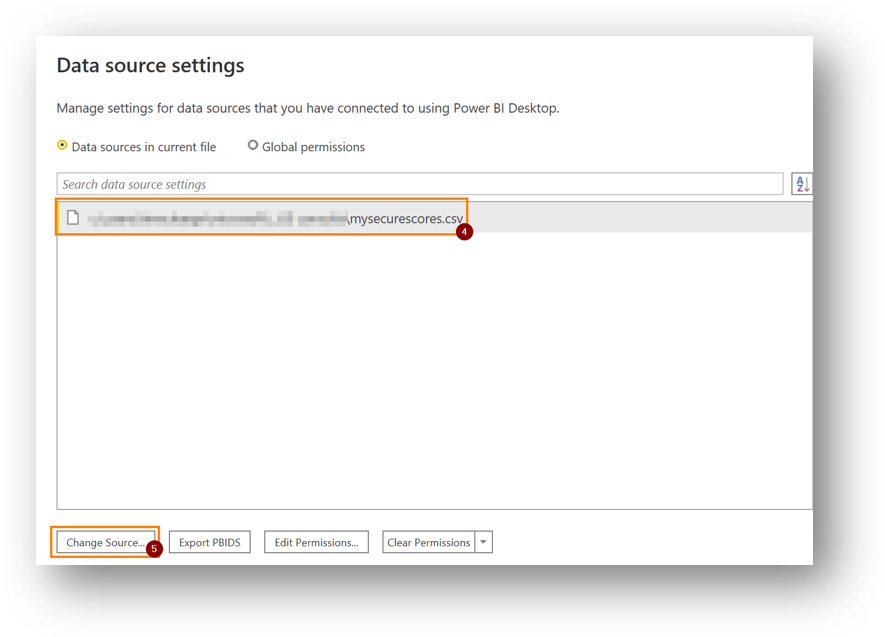 Data source settings
Manage settings for data sources that you have connected to using Power BI Desktop.
Data sources in current file Global permissions
Search data source settings
A
Z
\mysecurescores.csv
4
Change Source... Export PBIDS Edit Permissions... Clear Permissions
5